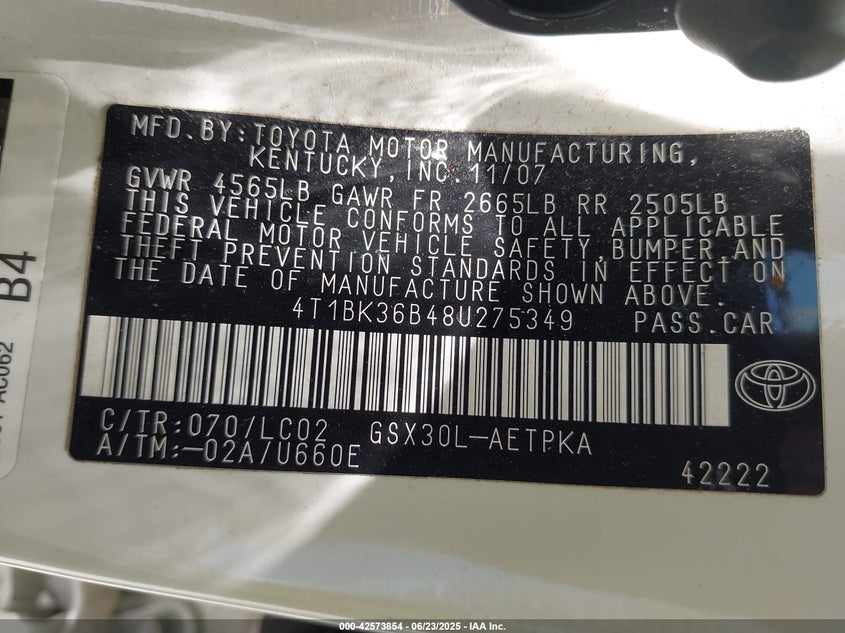 MFD.BY:TOYOTA MOTOR MANUFACTURING,
KENTUCKY,INC.11/07
GVWR 4565LB GAWR FR 2665LB RR 2505LB
THIS VEHICLE CONFORMS TO ALL APPLICABLE
FEDERAL MOTOR VEHICLE SAFETY,BUMPER,AND
THEFT PREVENTION STANDARDS IN EFFECT ON
THE DATE OF MANUFACTURE SHOWN ABOVE.
4T1BK36B48U275349 PASS.CAR
C/TR:070/LC02 GSX30L-AETPKA
A/TM:-02A/U660E
42222
B4
AC062
000-42573854 - 06/23/2025 - IAA Inc.